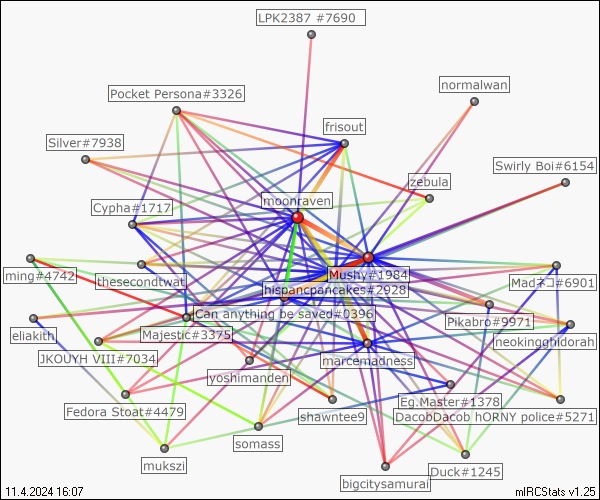 LPK2387 #7690
normalwan
Pocket Persona#3326
frisout
Silver#7938
Swirly Boi#6154
zebula
moonraven
Cypha#1717
ming#4742
thesecondtwat
Mushy#1984
Madネコ#6901
hispancpancakes#2928
Can anything be saved#0396
Pikabro#9971
eliakith
Majestic#3375
neokingghidorah
JKOUYH VIII#7034
marcemadness
yoshimanden
Eg.Master#1378
Fedora Stoat#4479
shawntee9
DacobDacob hORNY police#5271
somass
mukszi
Duck#1245
bigcitysamurai
11.4.2024 16:07
mIRCStats v1.25